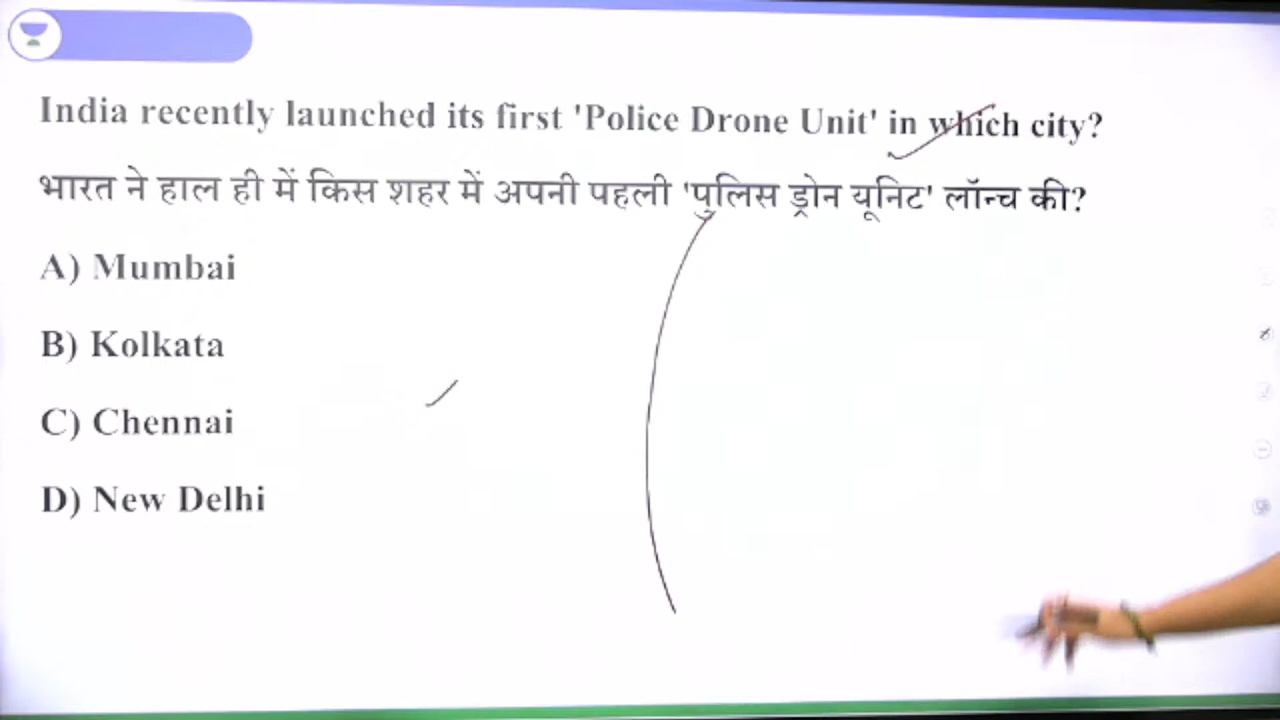 India recently launched its first 'Police Drone Unit' in which city?
भारत ने हाल ही में किस शहर में अपनी पहली 'पुलिस ड्रोन यूनिट' लॉन्च की?
A) Mumbai
B) Kolkata
C) Chennai
D) New Delhi